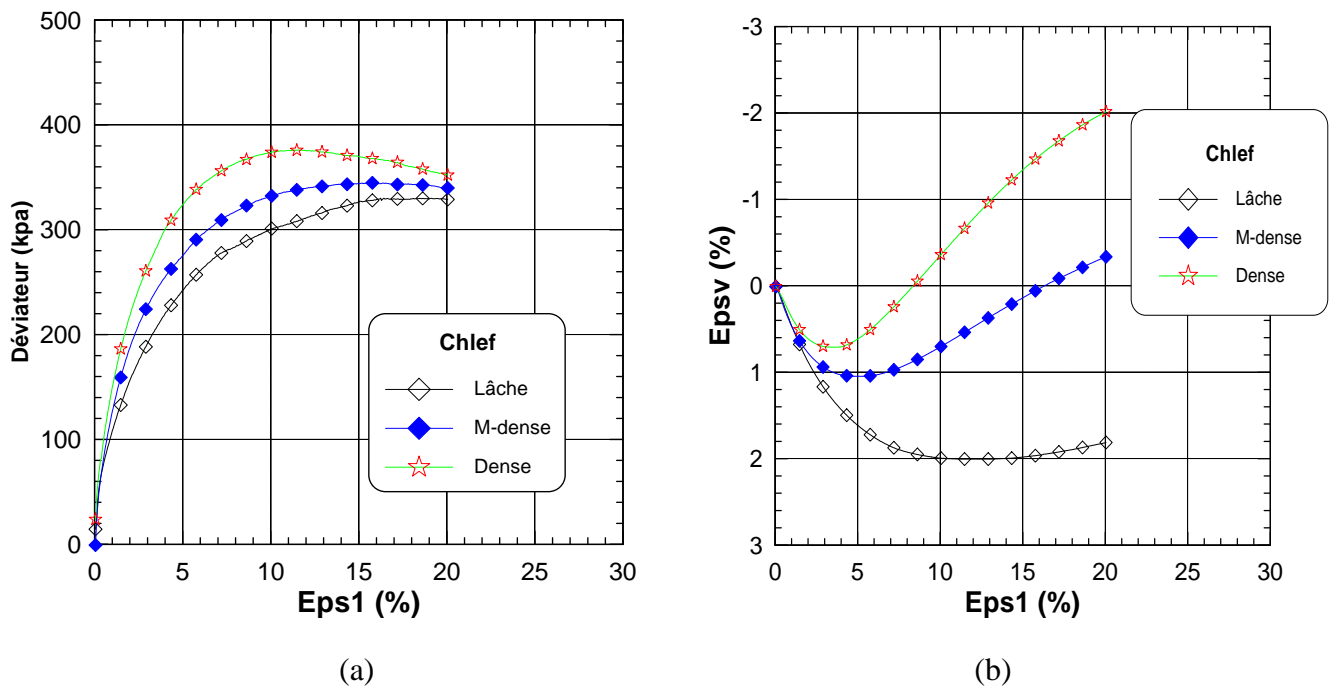 500
400
300
200
100
0
Déviateur (kpa)
0 5 10 15 20 25 30
Eps1 (%)
Chlef
Lâche
M-dense
Dense
(a)
-3
-2
-1
0
1
2
3
Epsv (%)
0 5 10 15 20 25 30
Eps1 (%)
Chlef
Lâche
M-dense
Dense
(b)